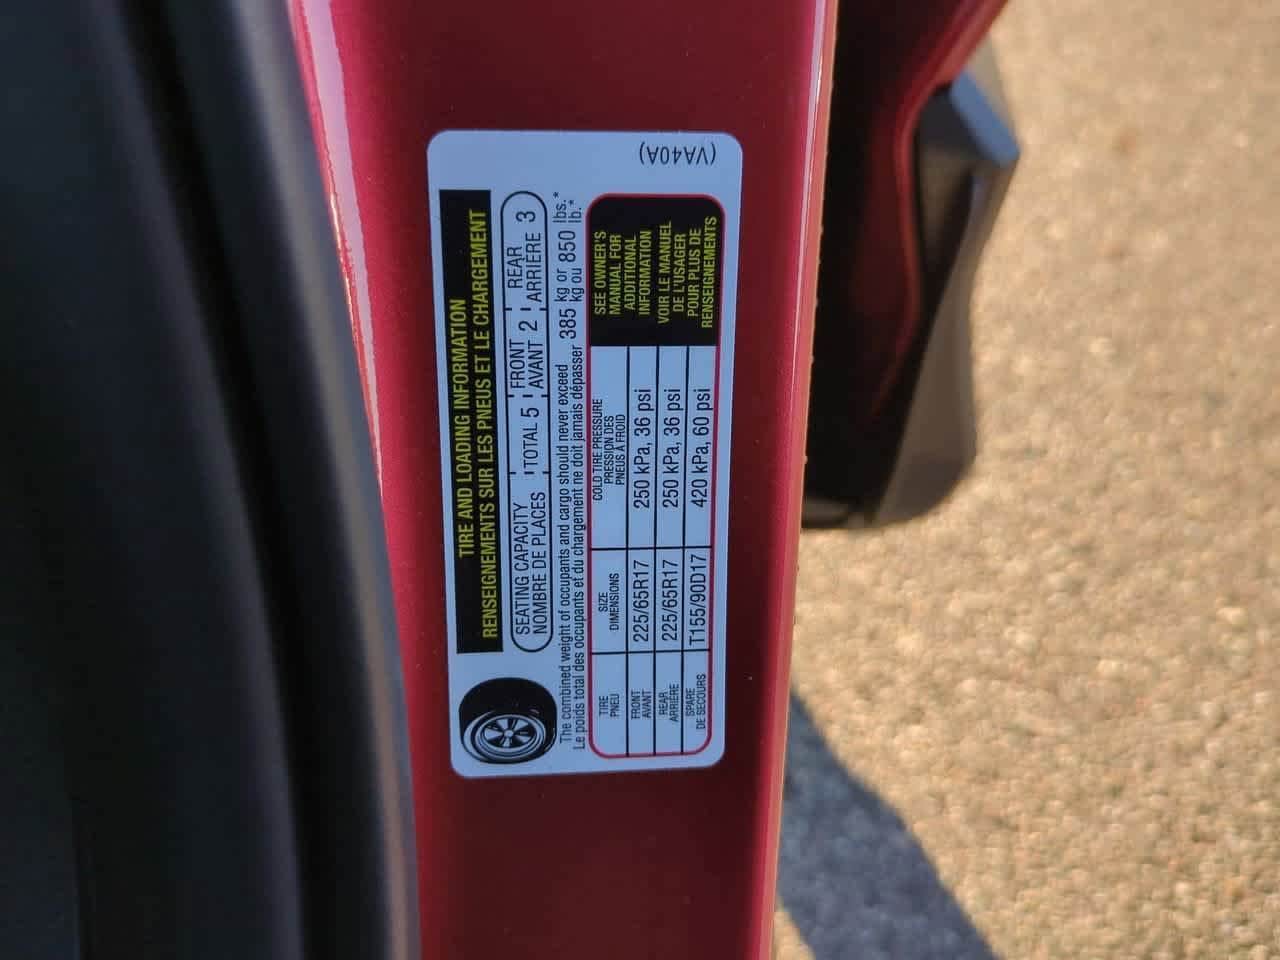 TIRE AND LOADING INFORMATION
RENSEIGNEMENTS SUR LES PNEUS ET LE CHARGEMENT
SEATING CAPACITY
NOMBRE DE PLACES
TOTAL 5
FRONT
AVANT 2
REAR
ARRIÈRE 3
The combined weight of occupants and cargo should never exceed 385 kg or 850 lbs.*
Le poids total des occupants et du chargement ne doit jamais dépasser 385 kg ou 850 lb.*
TIRE
PNEU
SIZE
DIMENSIONS
COLD TIRE PRESSURE
PRESSION DES
PNEUS À FROID
FRONT
AVANT
225/65R17
250 kPa, 36 psi
REAR
ARRIÈRE
225/65R17
250 kPa, 36 psi
SPARE
DE SECOURS
T155/90D17
420 kPa, 60 psi
SEE OWNER'S
MANUAL FOR
ADDITIONAL
INFORMATION
VOIR LE MANUEL
DE L'USAGER
POUR PLUS DE
RENSEIGNEMENTS
(VA40A)